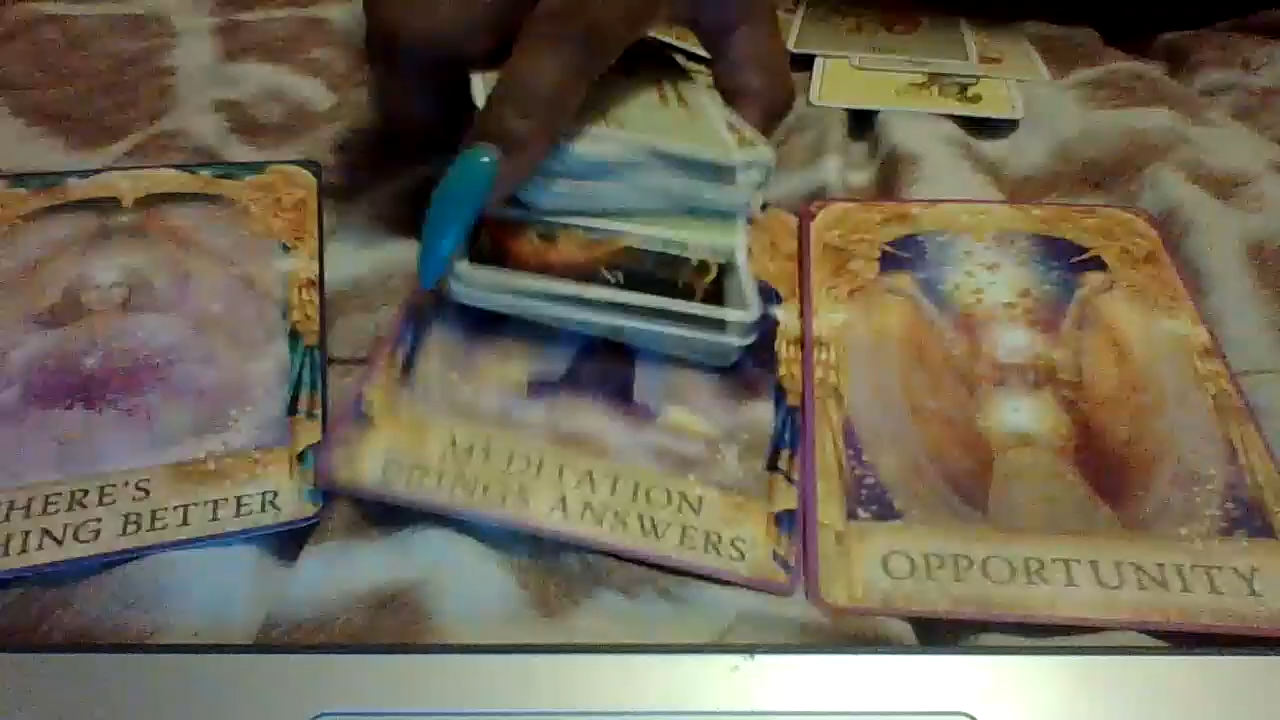 HERE'S
HING BETTER
MEDITATION
BRINGS ANSWERS
OPPORTUNITY